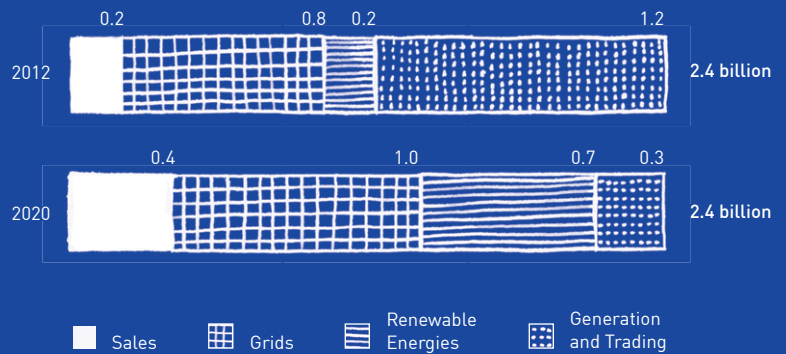 0.2 0.8 0.2 1.2
2012 2.4 billion
0.4 1.0 0.7 0.3
2020 2.4 billion
Sales
Grids
Renewable
Energies
Generation
and Trading